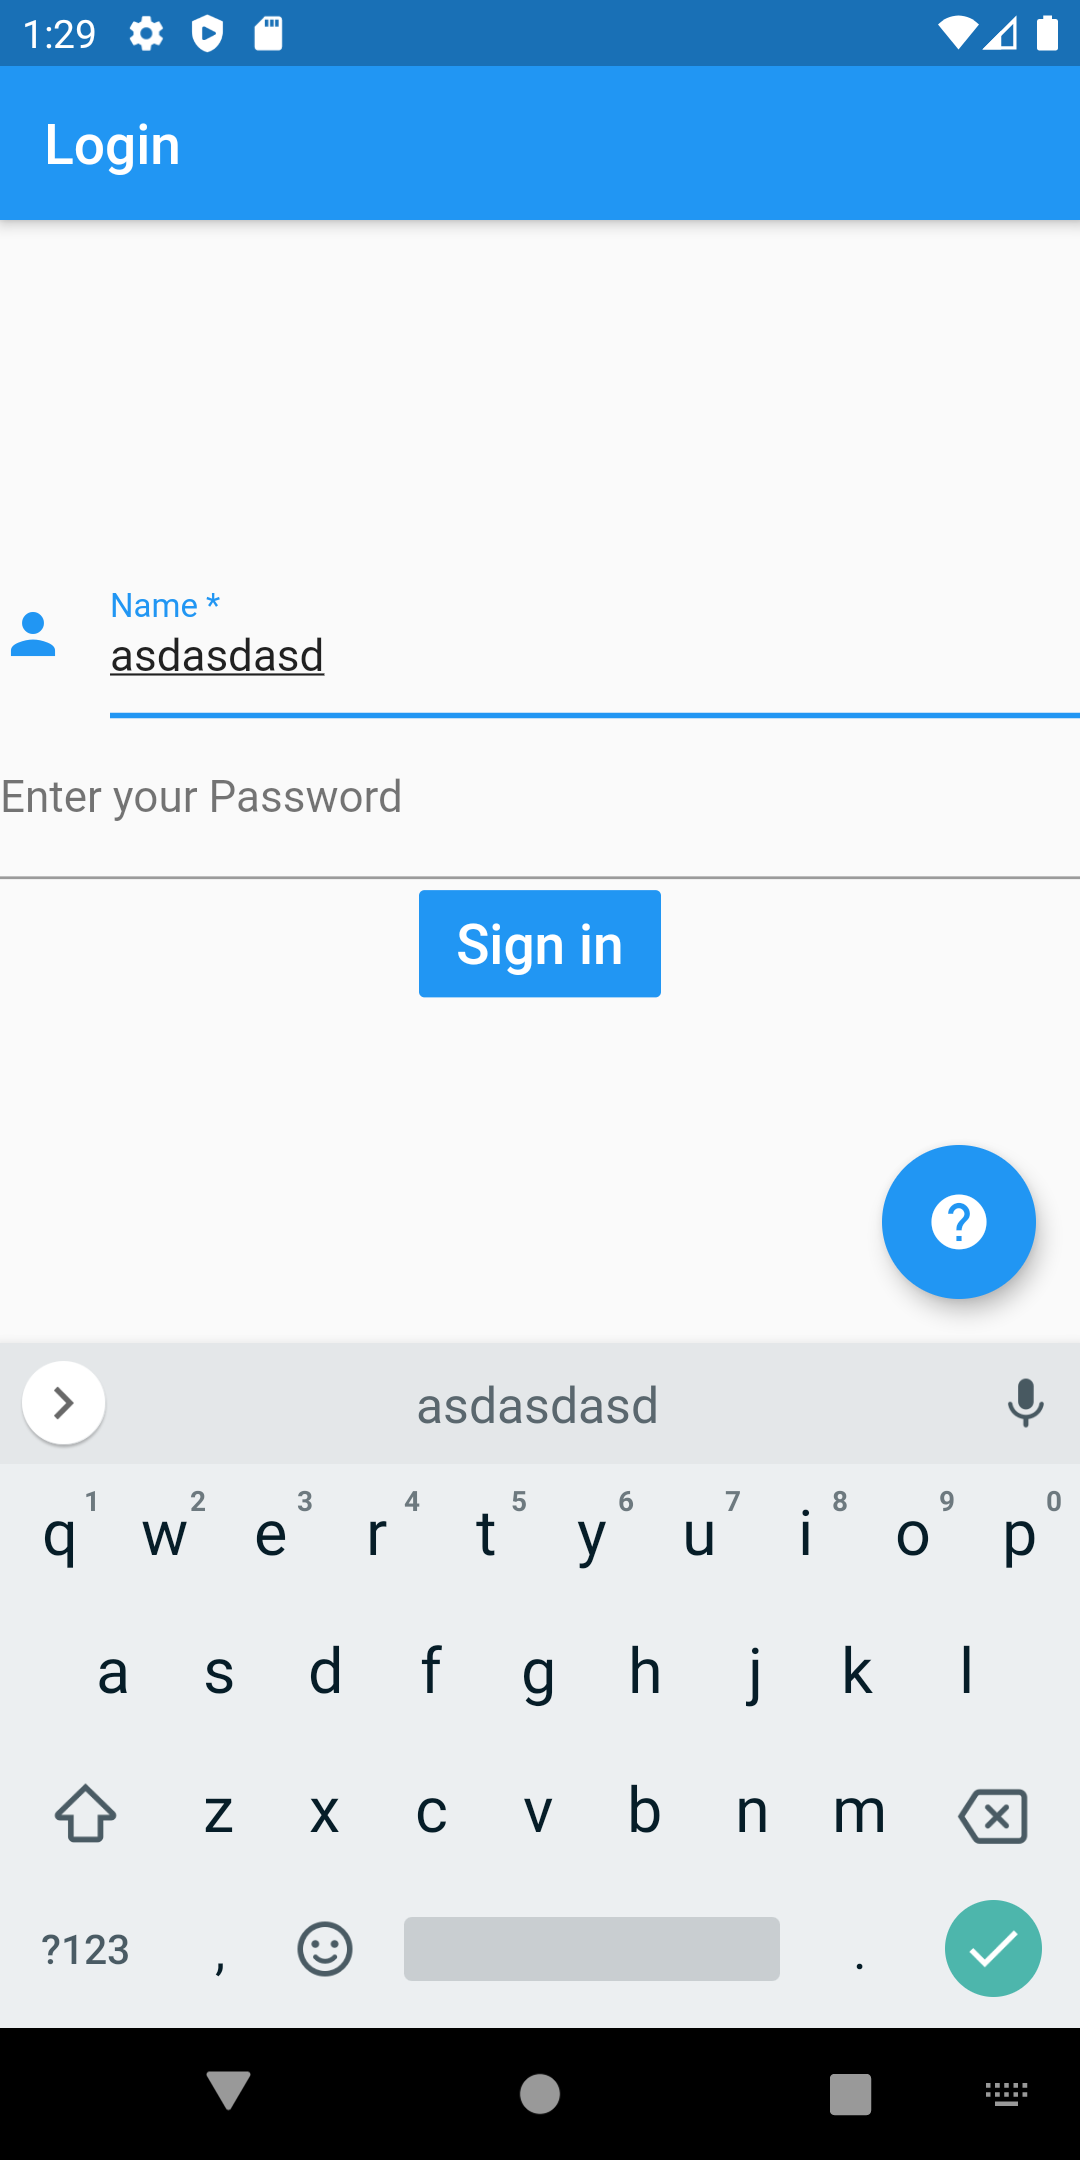 1:29
Login
Name *
asdasdasd
Enter your Password
Sign in
?
asdasdasd
1 2 3 4 5 6 7 8 9 0
q w e r t y u i o p
a s d f g h j k l
z x c v b n m
?123 , .